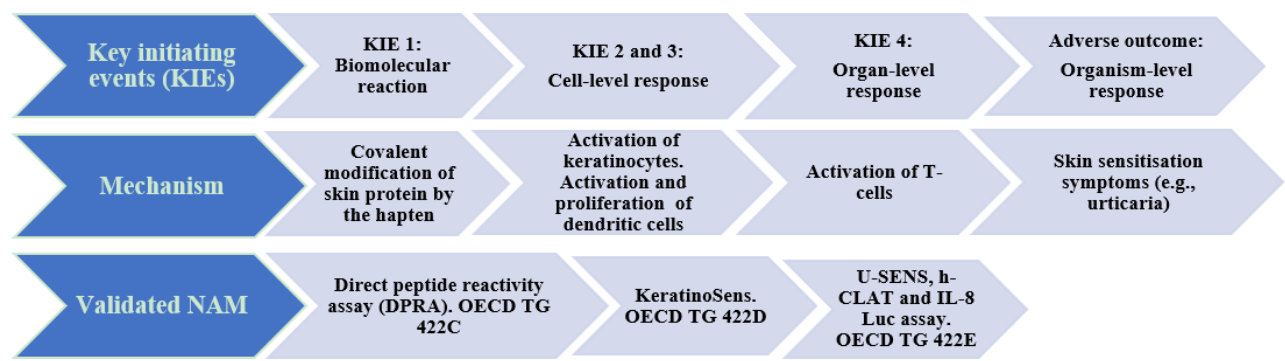 Key initiating
events (KIEs)
KIE 1:
Biomolecular
reaction
KIE 2 and 3:
Cell-level response
KIE 4:
Organ-level
response
Adverse outcome:
Organism-level
response
Mechanism
Covalent
modification of
skin protein by
the hapten
Activation of
keratinocytes.
Activation and
proliferation of
dendritic cells
Activation of T-
cells
Skin sensitisation
symptoms (e.g.,
urticaria)
Validated NAM
Direct peptide reactivity
assay (DPRA). OECD TG
422C
KeratinoSens.
OECD TG 422D
U-SENS, h-
CLAT and IL-8
Luc assay.
OECD TG 422E